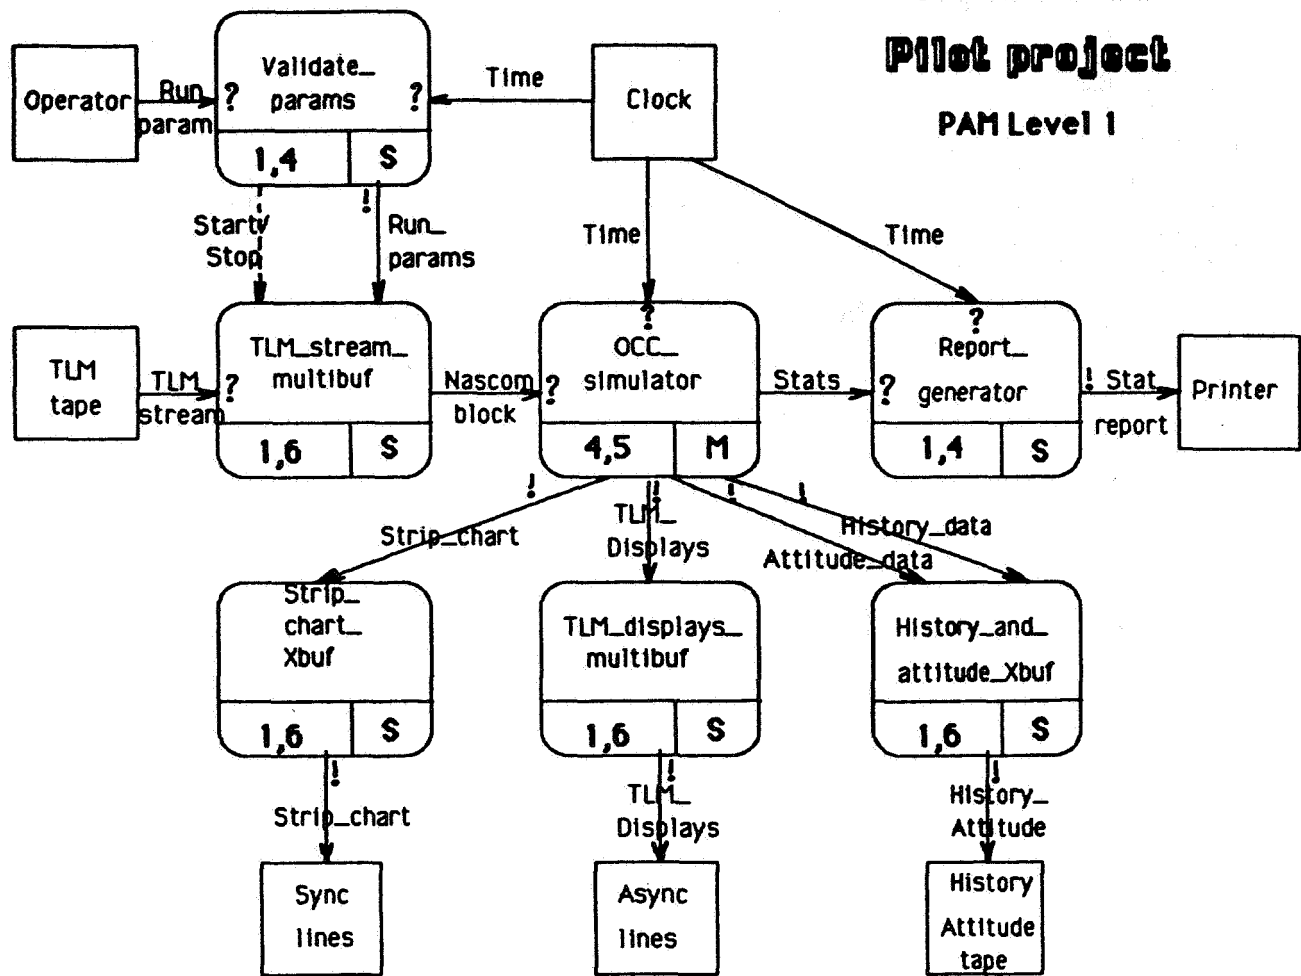 Pilot project
PAM Level 1
Operator
Run
param
?
Validate_
params
?
1,4
S
Time
Clock
Start/
Stop
!
Run_
params
Time
Time
TLM
tape
TLM
stream
?
TLM_stream_
multibuf
1,6
S
Nascom
block
?
?
OCC_
simulator
4,5
M
Stats
?
?
Report_
generator
1,4
S
!
Stat
report
Printer
!
Strip_chart
!
TLM_
Displays
!
Attitude_data
!
History_data
Strip_
chart_
Xbuf
1,6
S
TLM_displays_
multibuf
1,6
S
History_and_
attitude_Xbuf
1,6
S
!
Strip_chart
!
TLM_
Displays
!
History_
Attitude
Sync
lines
Async
lines
History
Attitude
tape